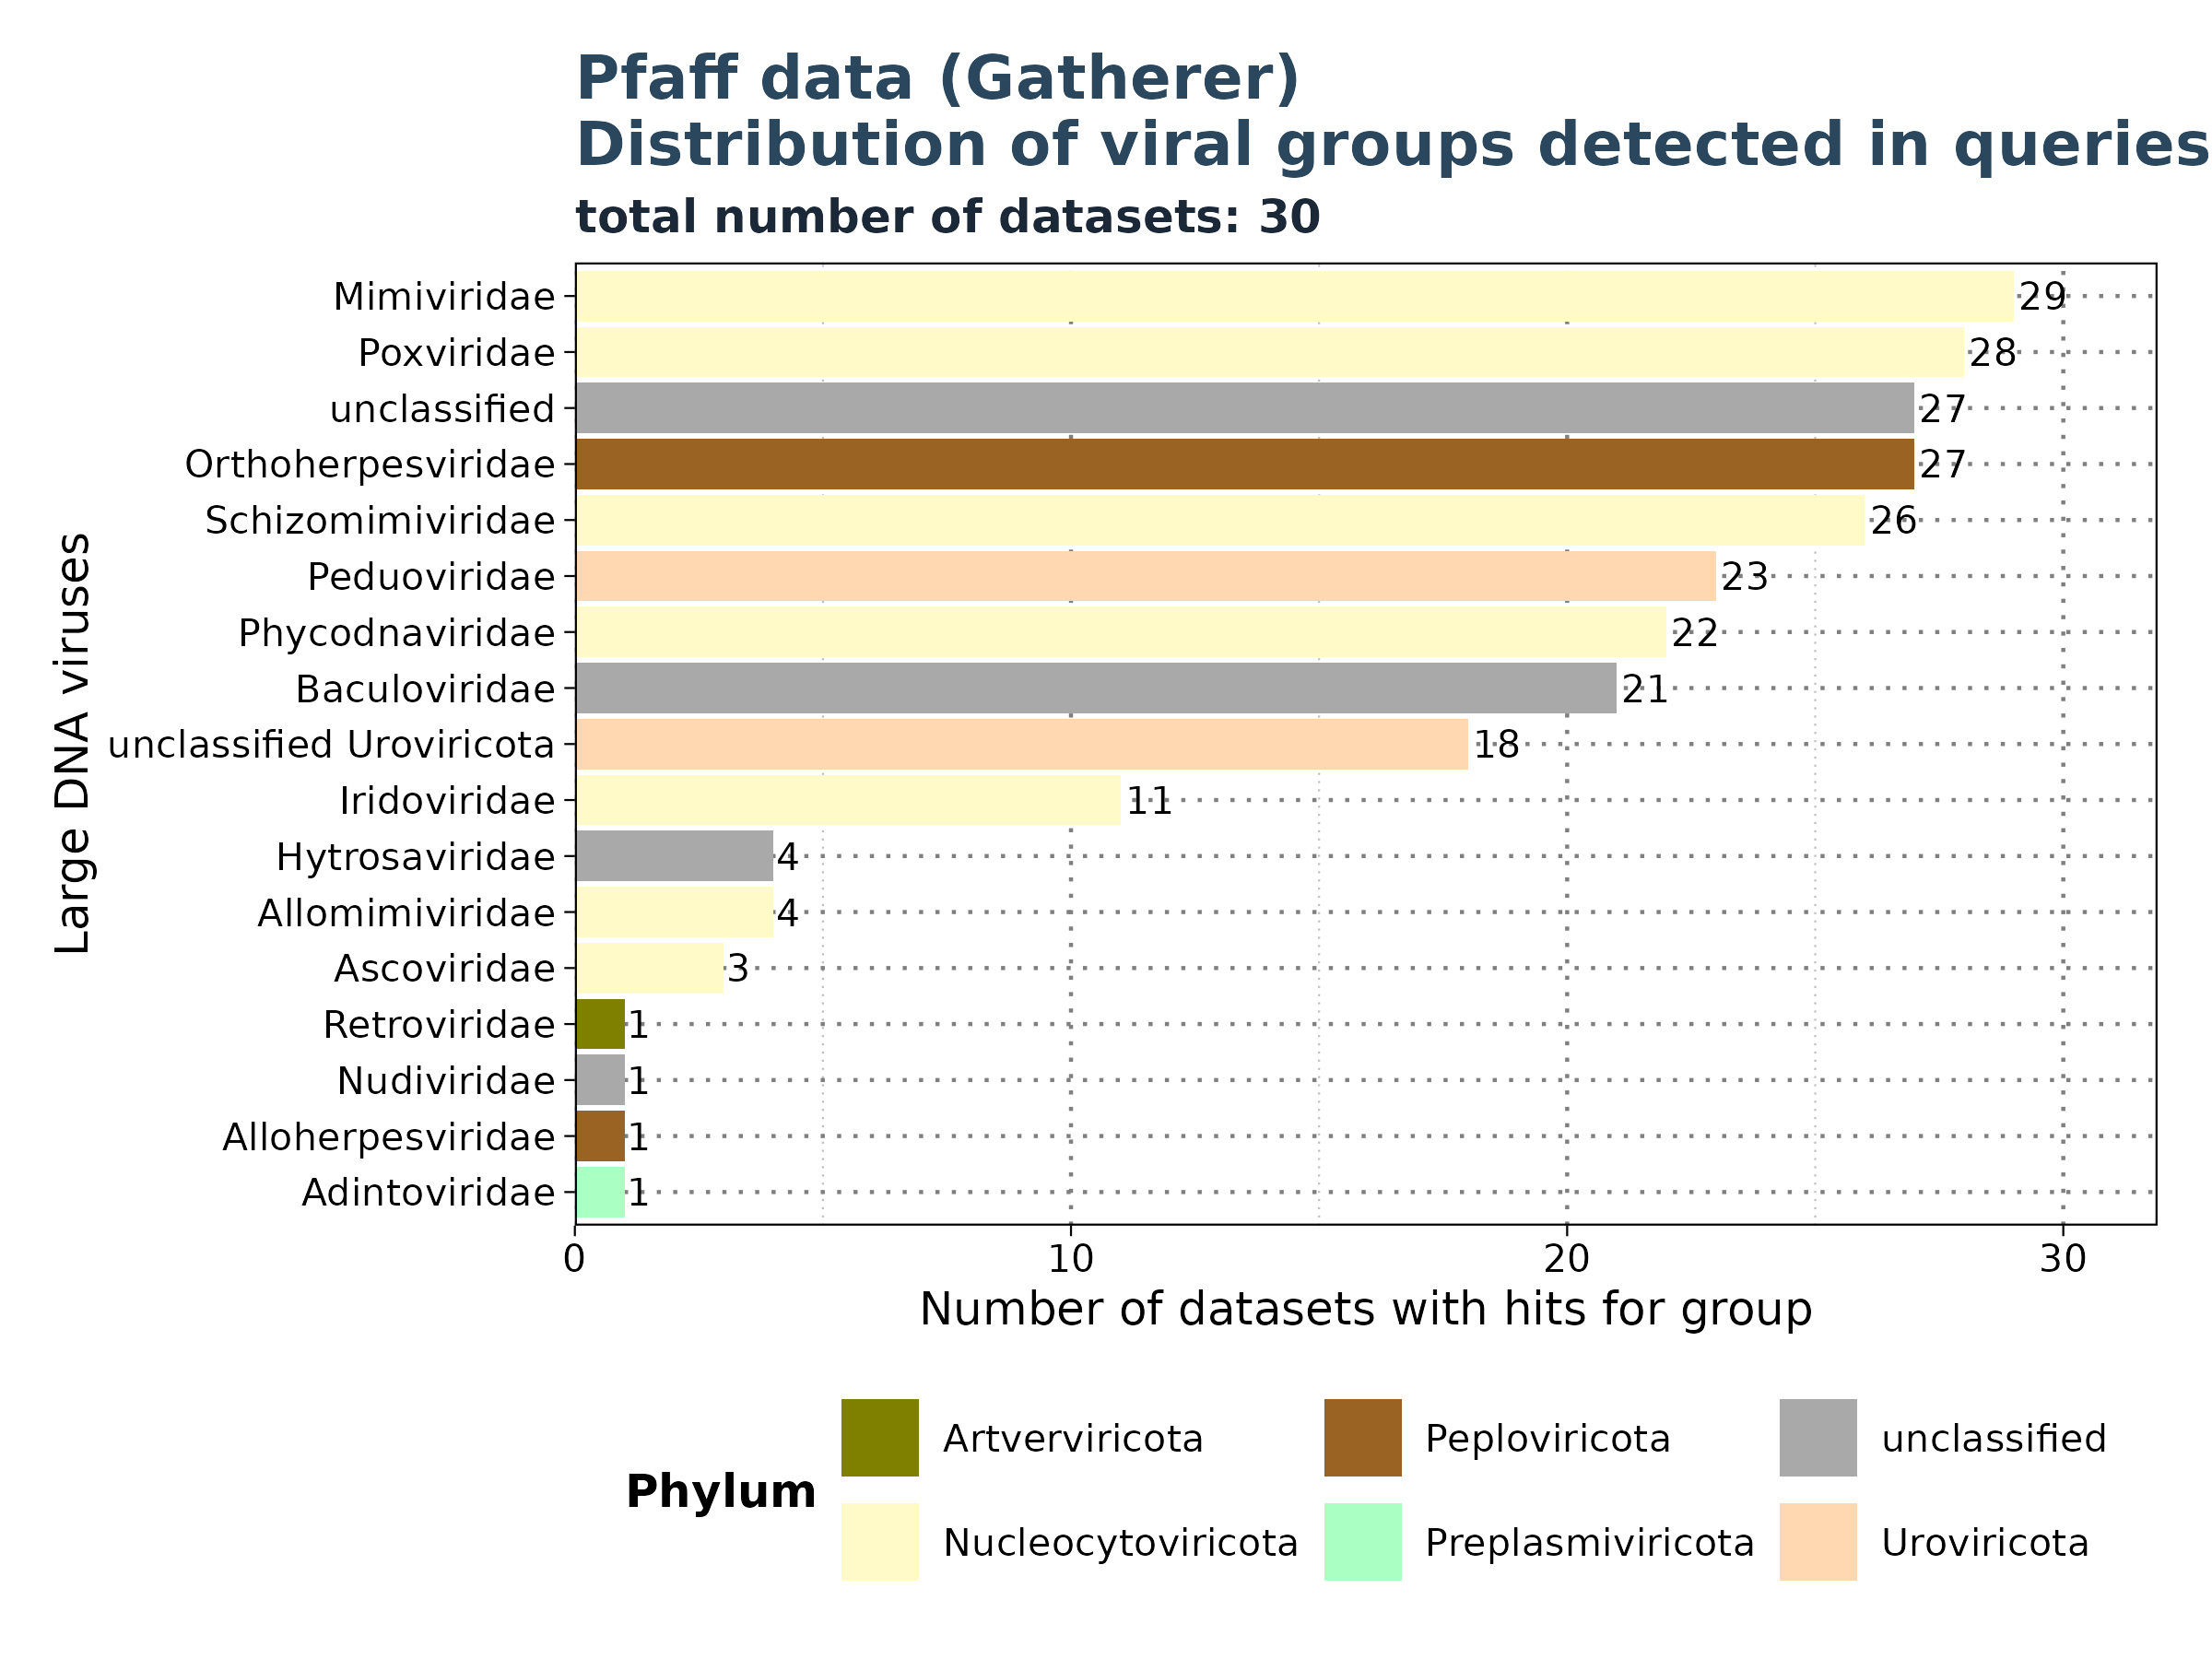 Pfaff data (Gatherer)
Distribution of viral groups detected in queries
total number of datasets: 30
Large DNA viruses
Mimiviridae 29
Poxviridae 28
unclassified 27
Orthoherpesviridae 27
Schizomimiviridae 26
Peduoviridae 23
Phycodnaviridae 22
Baculoviridae 21
unclassified Uroviricota 18
Iridoviridae 11
Hytrosaviridae 4
Allomimiviridae 4
Ascoviridae 3
Retroviridae 1
Nudiviridae 1
Alloherpesviridae 1
Adintoviridae 1
0 10 20 30
Number of datasets with hits for group
Phylum
Artverviricota Peploviricota unclassified
Nucleocytoviricota Preplasmiviricota Uroviricota